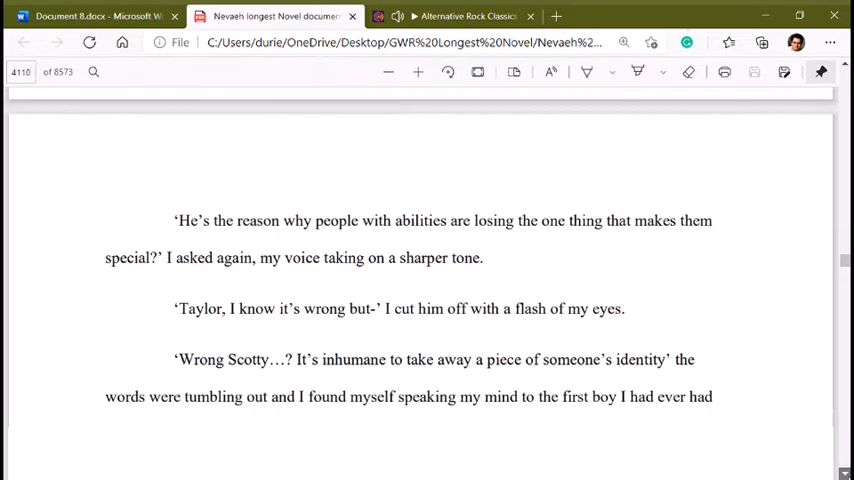 Document 8.docx - Microsoft W
Nevaeh longest Novel documen
Alternative Rock Classics
File
C:/Users/durie/OneDrive/Desktop/GWR%20Longest%20Novel/Nevaeh%2...
4110 of 8573
‘He’s the reason why people with abilities are losing the one thing that makes them
special?’ I asked again, my voice taking on a sharper tone.
‘Taylor, I know it’s wrong but-’ I cut him off with a flash of my eyes.
‘Wrong Scotty…? It’s inhumane to take away a piece of someone’s identity’ the
words were tumbling out and I found myself speaking my mind to the first boy I had ever had